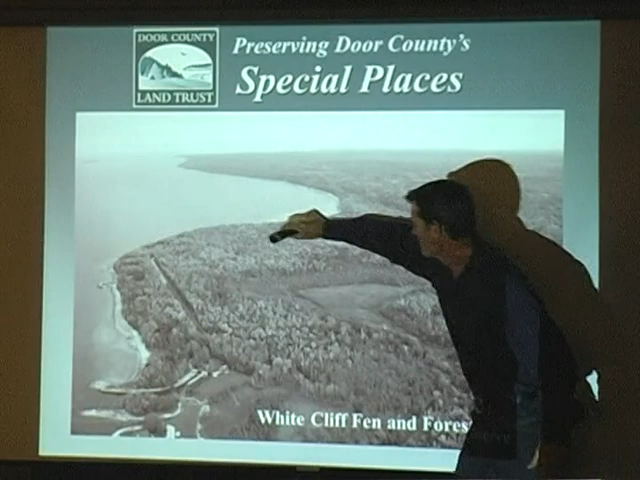 DOOR COUNTY
LAND TRUST
Preserving Door County's
Special Places
White Cliff Fen and Fores